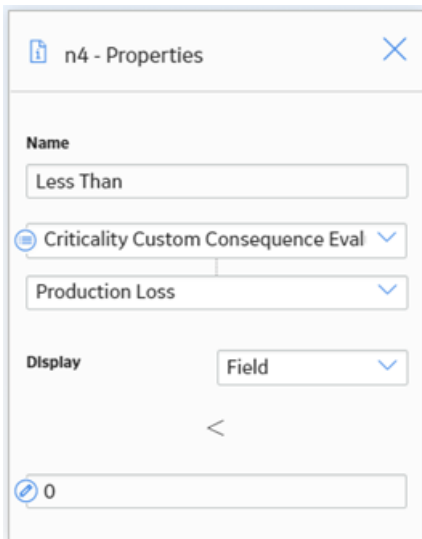 n4 - Properties
Name
Less Than
Criticality Custom Consequence Eval
Production Loss
Display Field
<
0